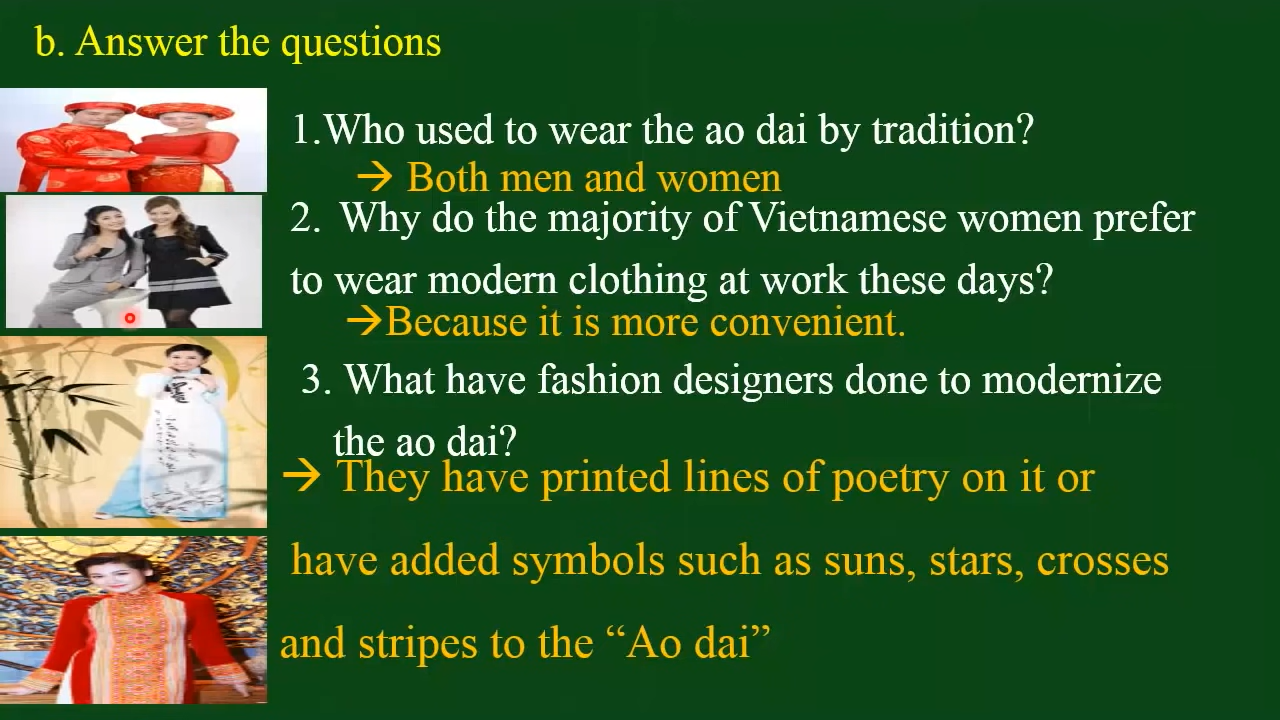 b. Answer the questions
1.Who used to wear the ao dai by tradition?
→ Both men and women
2. Why do the majority of Vietnamese women prefer
to wear modern clothing at work these days?
→Because it is more convenient.
3. What have fashion designers done to modernize
the ao dai?
→ They have printed lines of poetry on it or
have added symbols such as suns, stars, crosses
and stripes to the “Ao dai”